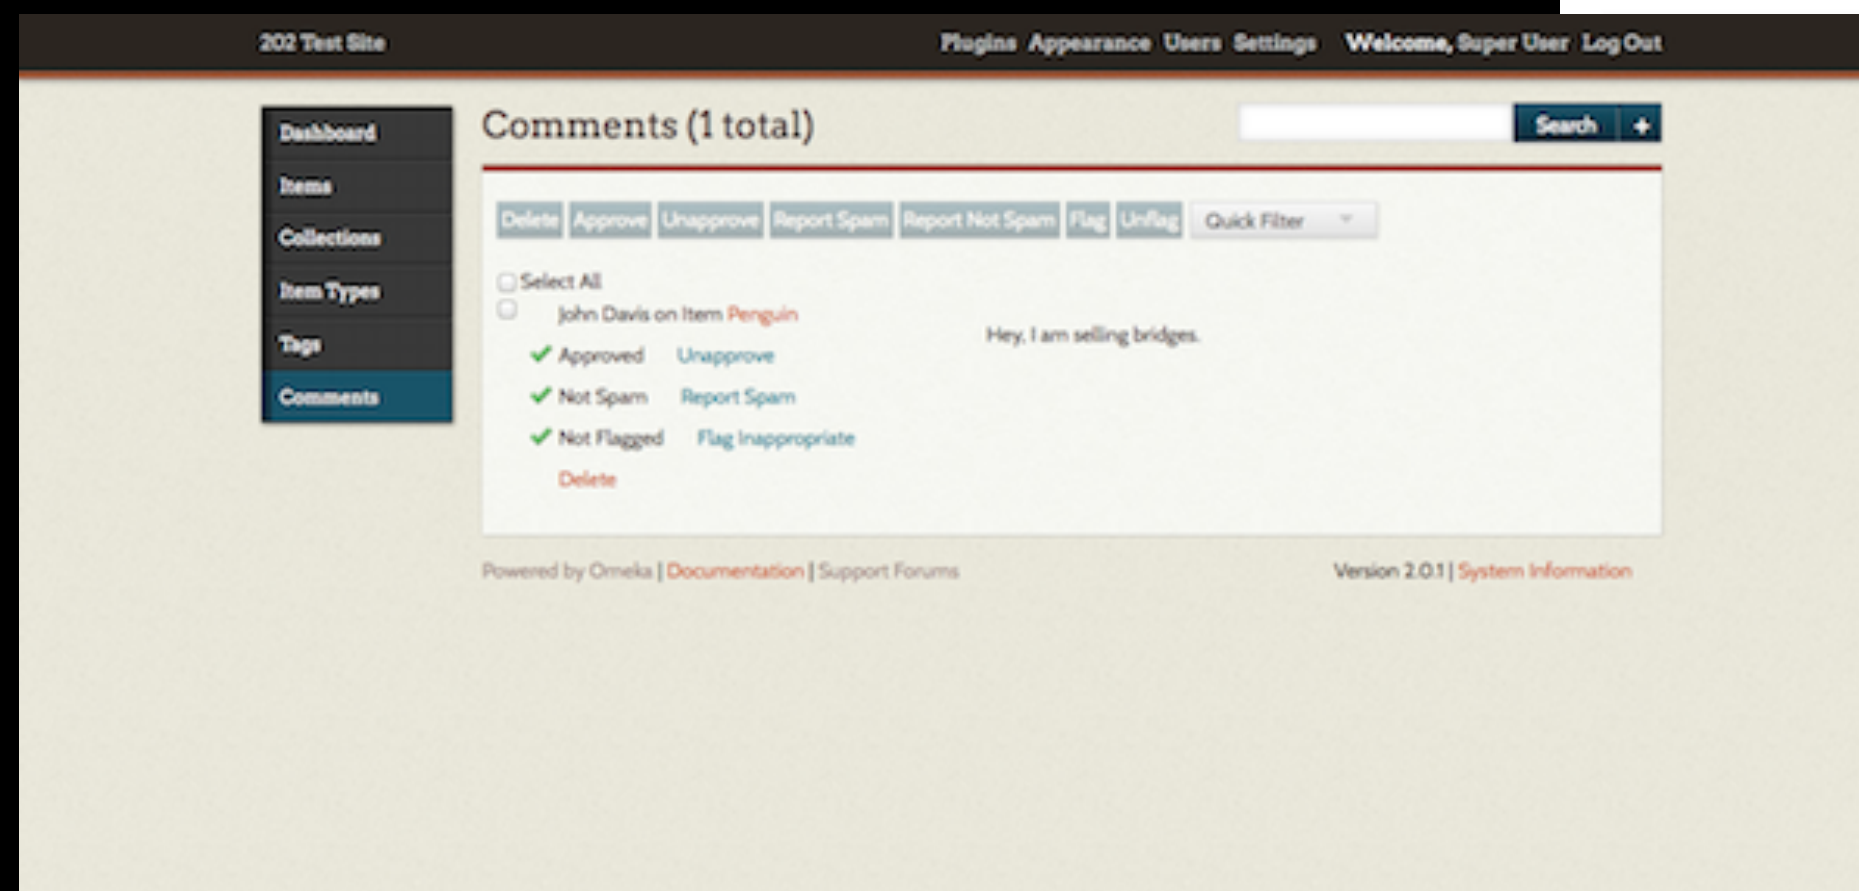 202 Test Site
Plugins Appearance Users Settings Welcome, Super User Log Out
Dashboard
Items
Collections
Item Types
Tags
Comments
Comments (1 total)
Search +
Delete Approve Unapprove Report Spam Report Not Spam Flag Unflag Quick Filter
Select All
John Davis on Item Penguin
Hey, I am selling bridges.
Approved Unapprove
Not Spam Report Spam
Not Flagged Flag Inappropriate
Delete
Powered by Omeka | Documentation | Support Forums
Version 2.0.1 | System Information